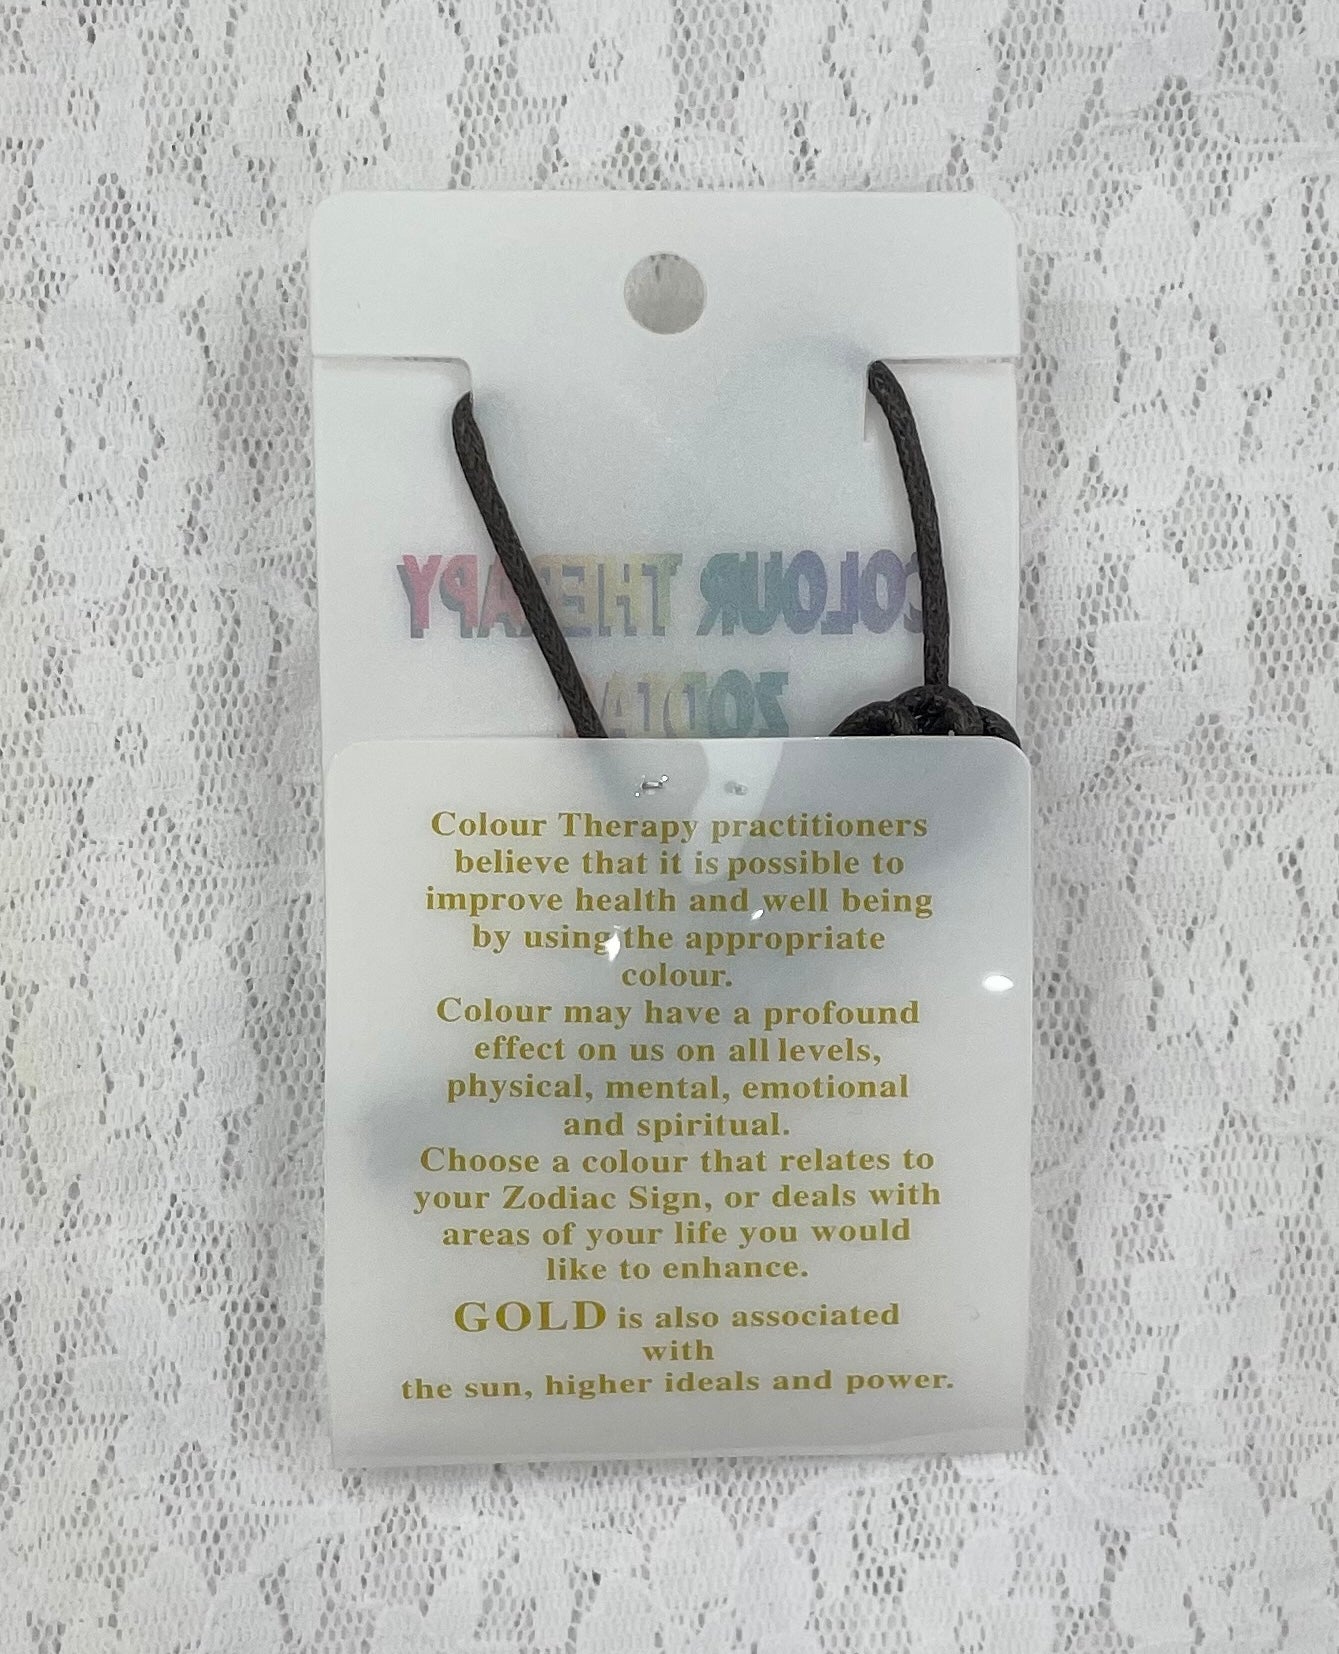 COLOUR THERAPY
ZODIAC
Colour Therapy practitioners
believe that it is possible to
improve health and well being
by using the appropriate
colour.
Colour may have a profound
effect on us on all levels,
physical, mental, emotional
and spiritual.
Choose a colour that relates to
your Zodiac Sign, or deals with
areas of your life you would
like to enhance.
GOLD is also associated
with
the sun, higher ideals and power.